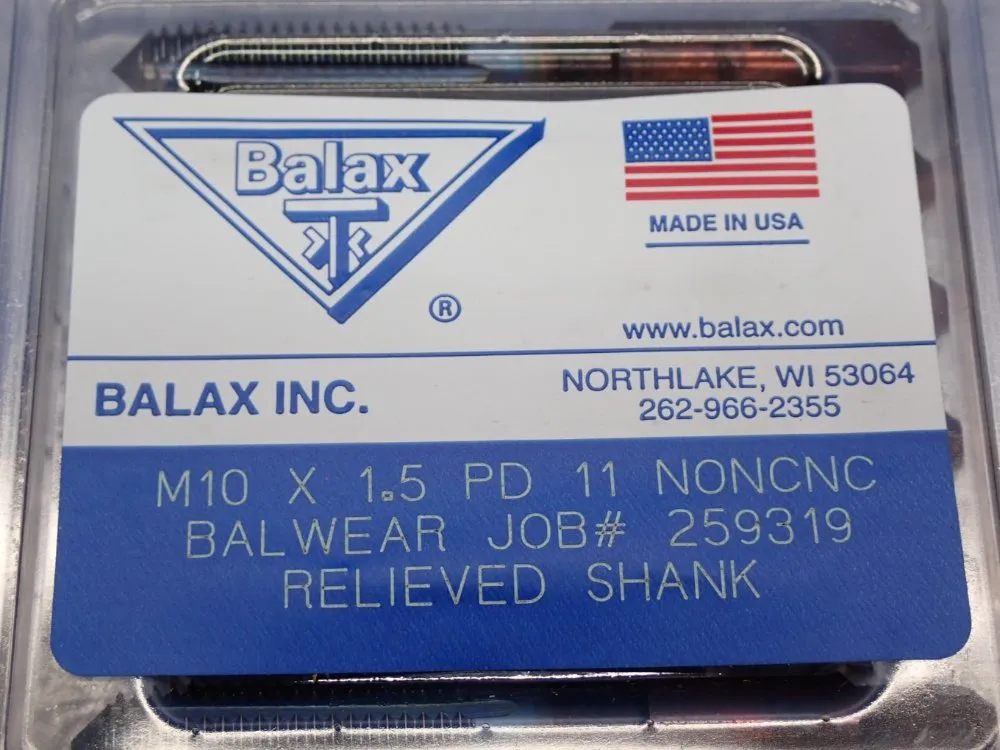 Balax
®
MADE IN USA
www.balax.com
BALAX INC.
NORTHLAKE, WI 53064
262-966-2355
M10 X 1.5 PD 11 NONCNC
BALWEAR JOB# 259319
RELIEVED SHANK